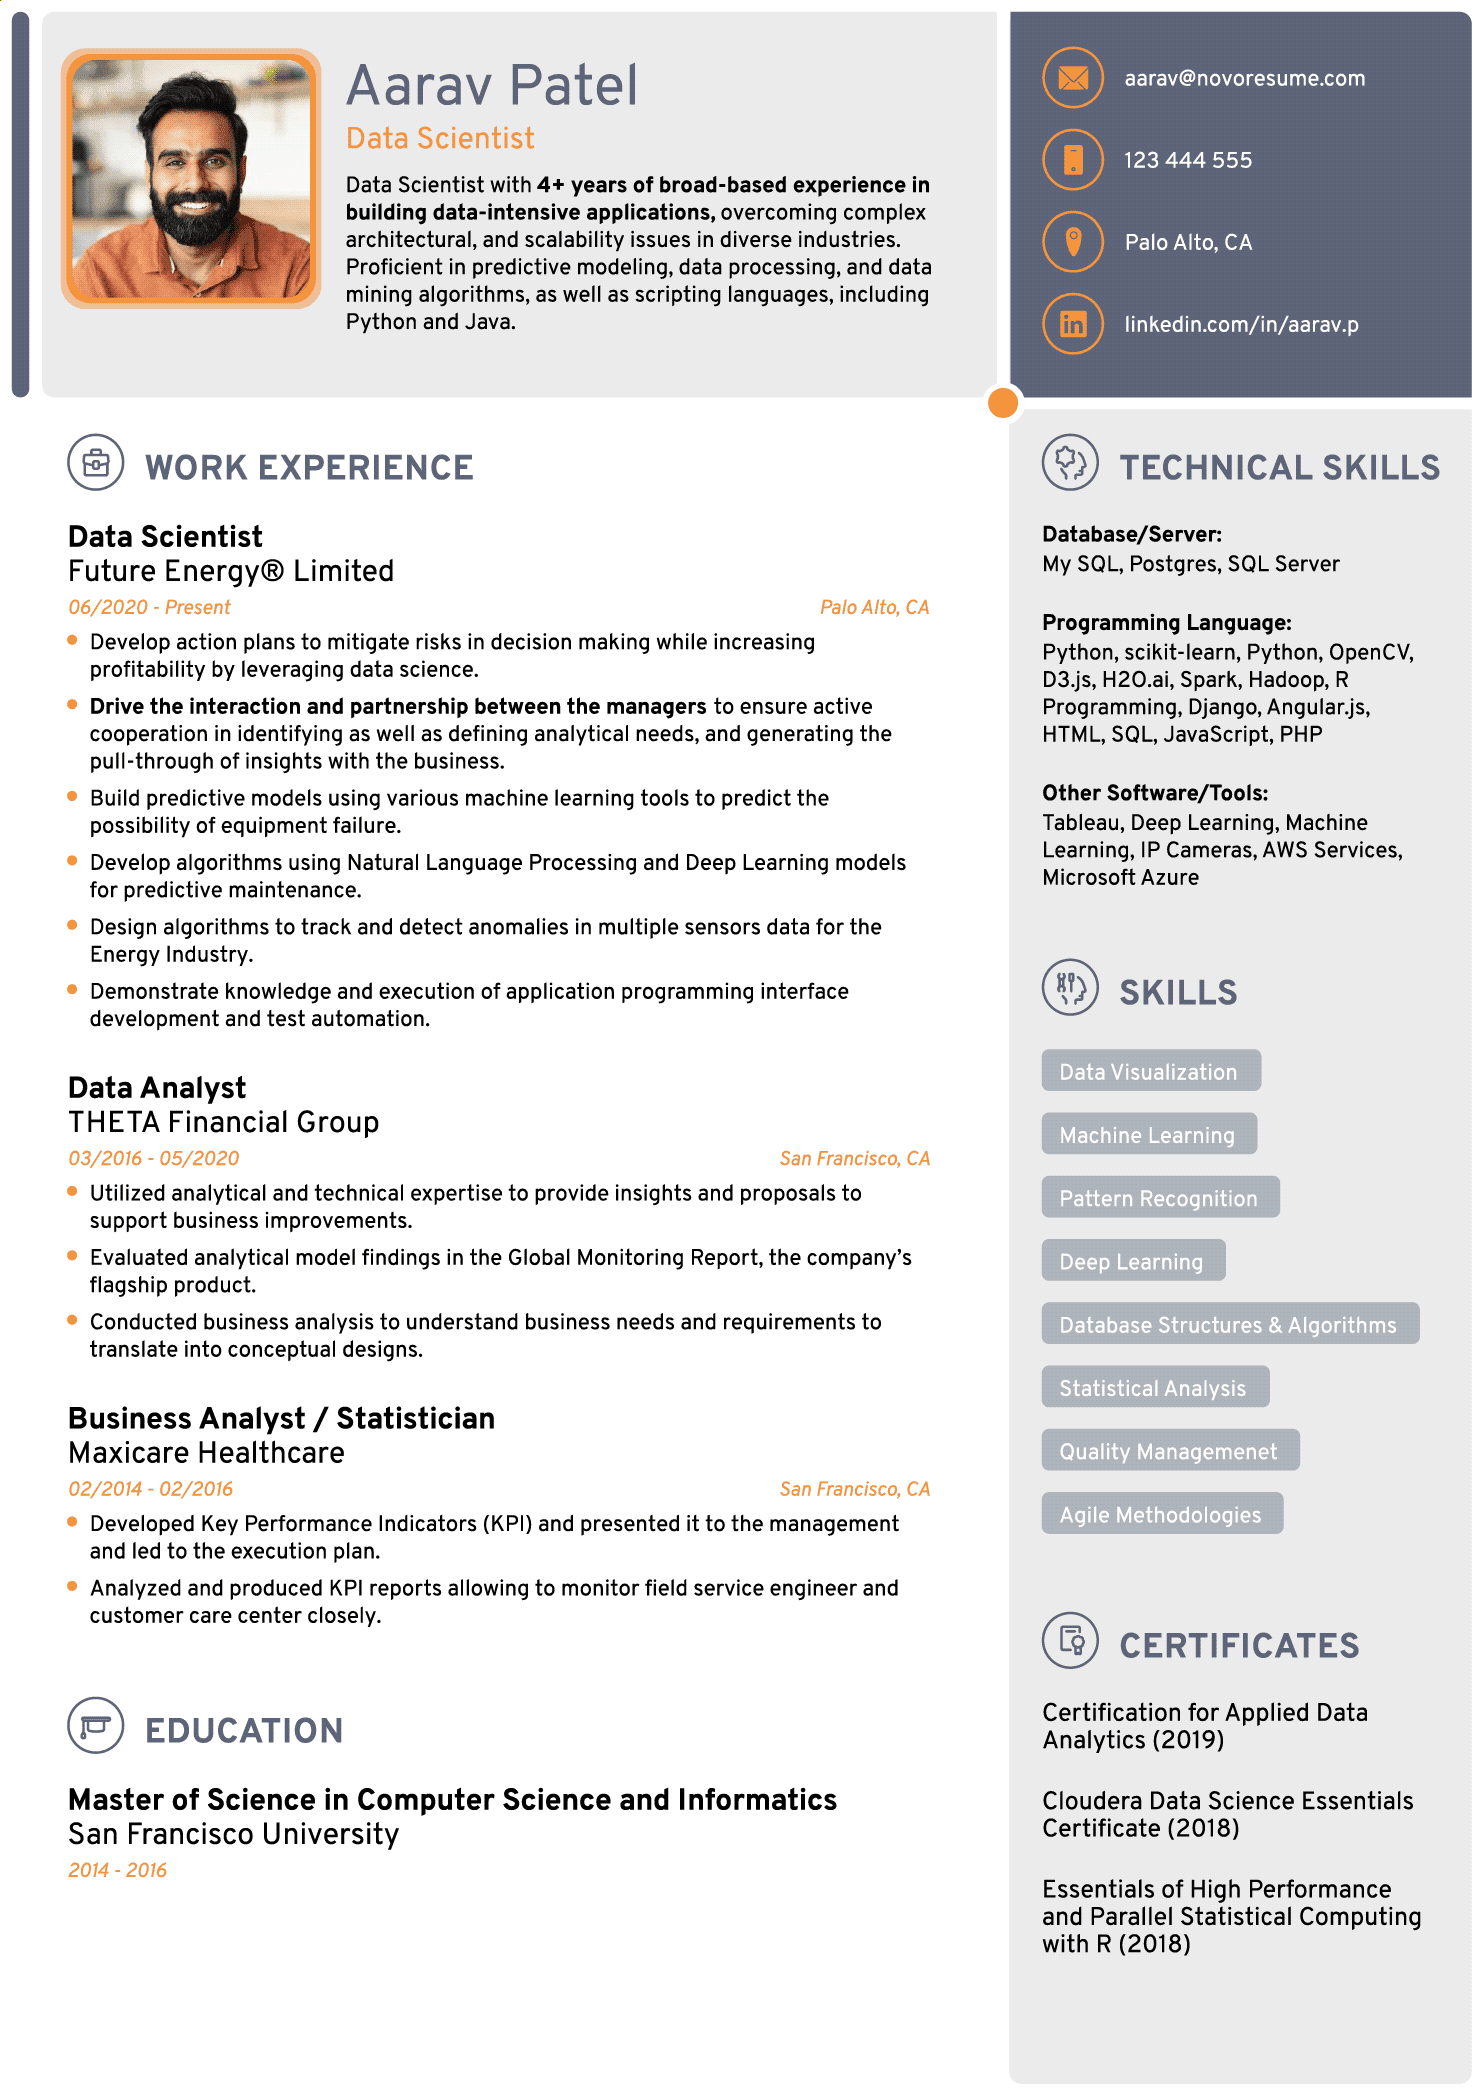 Aarav Patel
Data Scientist
Data Scientist with 4+ years of broad-based experience in
building data-intensive applications, overcoming complex
architectural, and scalability issues in diverse industries.
Proficient in predictive modeling, data processing, and data
mining algorithms, as well as scripting languages, including
Python and Java.
aarav@novoresume.com
123 444 555
Palo Alto, CA
linkedin.com/in/aarav.p
WORK EXPERIENCE
Data Scientist
Future Energy® Limited
06/2020 - Present
Palo Alto, CA
Develop action plans to mitigate risks in decision making while increasing
profitability by leveraging data science.
Drive the interaction and partnership between the managers to ensure active
cooperation in identifying as well as defining analytical needs, and generating the
pull-through of insights with the business.
Build predictive models using various machine learning tools to predict the
possibility of equipment failure.
Develop algorithms using Natural Language Processing and Deep Learning models
for predictive maintenance.
Design algorithms to track and detect anomalies in multiple sensors data for the
Energy Industry.
Demonstrate knowledge and execution of application programming interface
development and test automation.
Data Analyst
THETA Financial Group
03/2016 - 05/2020
San Francisco, CA
Utilized analytical and technical expertise to provide insights and proposals to
support business improvements.
Evaluated analytical model findings in the Global Monitoring Report, the company's
flagship product.
Conducted business analysis to understand business needs and requirements to
translate into conceptual designs.
Business Analyst / Statistician
Maxicare Healthcare
02/2014 - 02/2016
San Francisco, CA
Developed Key Performance Indicators (KPI) and presented it to the management
and led to the execution plan.
Analyzed and produced KPI reports allowing to monitor field service engineer and
customer care center closely.
EDUCATION
Master of Science in Computer Science and Informatics
San Francisco University
2014 - 2016
TECHNICAL SKILLS
Database/Server:
My SQL, Postgres, SQL Server
Programming Language:
Python, scikit-learn, Python, OpenCV,
D3.js, H2O.ai, Spark, Hadoop, R
Programming, Django, Angular.js,
HTML, SQL, JavaScript, PHP
Other Software/Tools:
Tableau, Deep Learning, Machine
Learning, IP Cameras, AWS Services,
Microsoft Azure
SKILLS
Data Visualization
Machine Learning
Pattern Recognition
Deep Learning
Database Structures & Algorithms
Statistical Analysis
Quality Managemenet
Agile Methodologies
CERTIFICATES
Certification for Applied Data
Analytics (2019)
Cloudera Data Science Essentials
Certificate (2018)
Essentials of High Performance
and Parallel Statistical Computing
with R (2018)